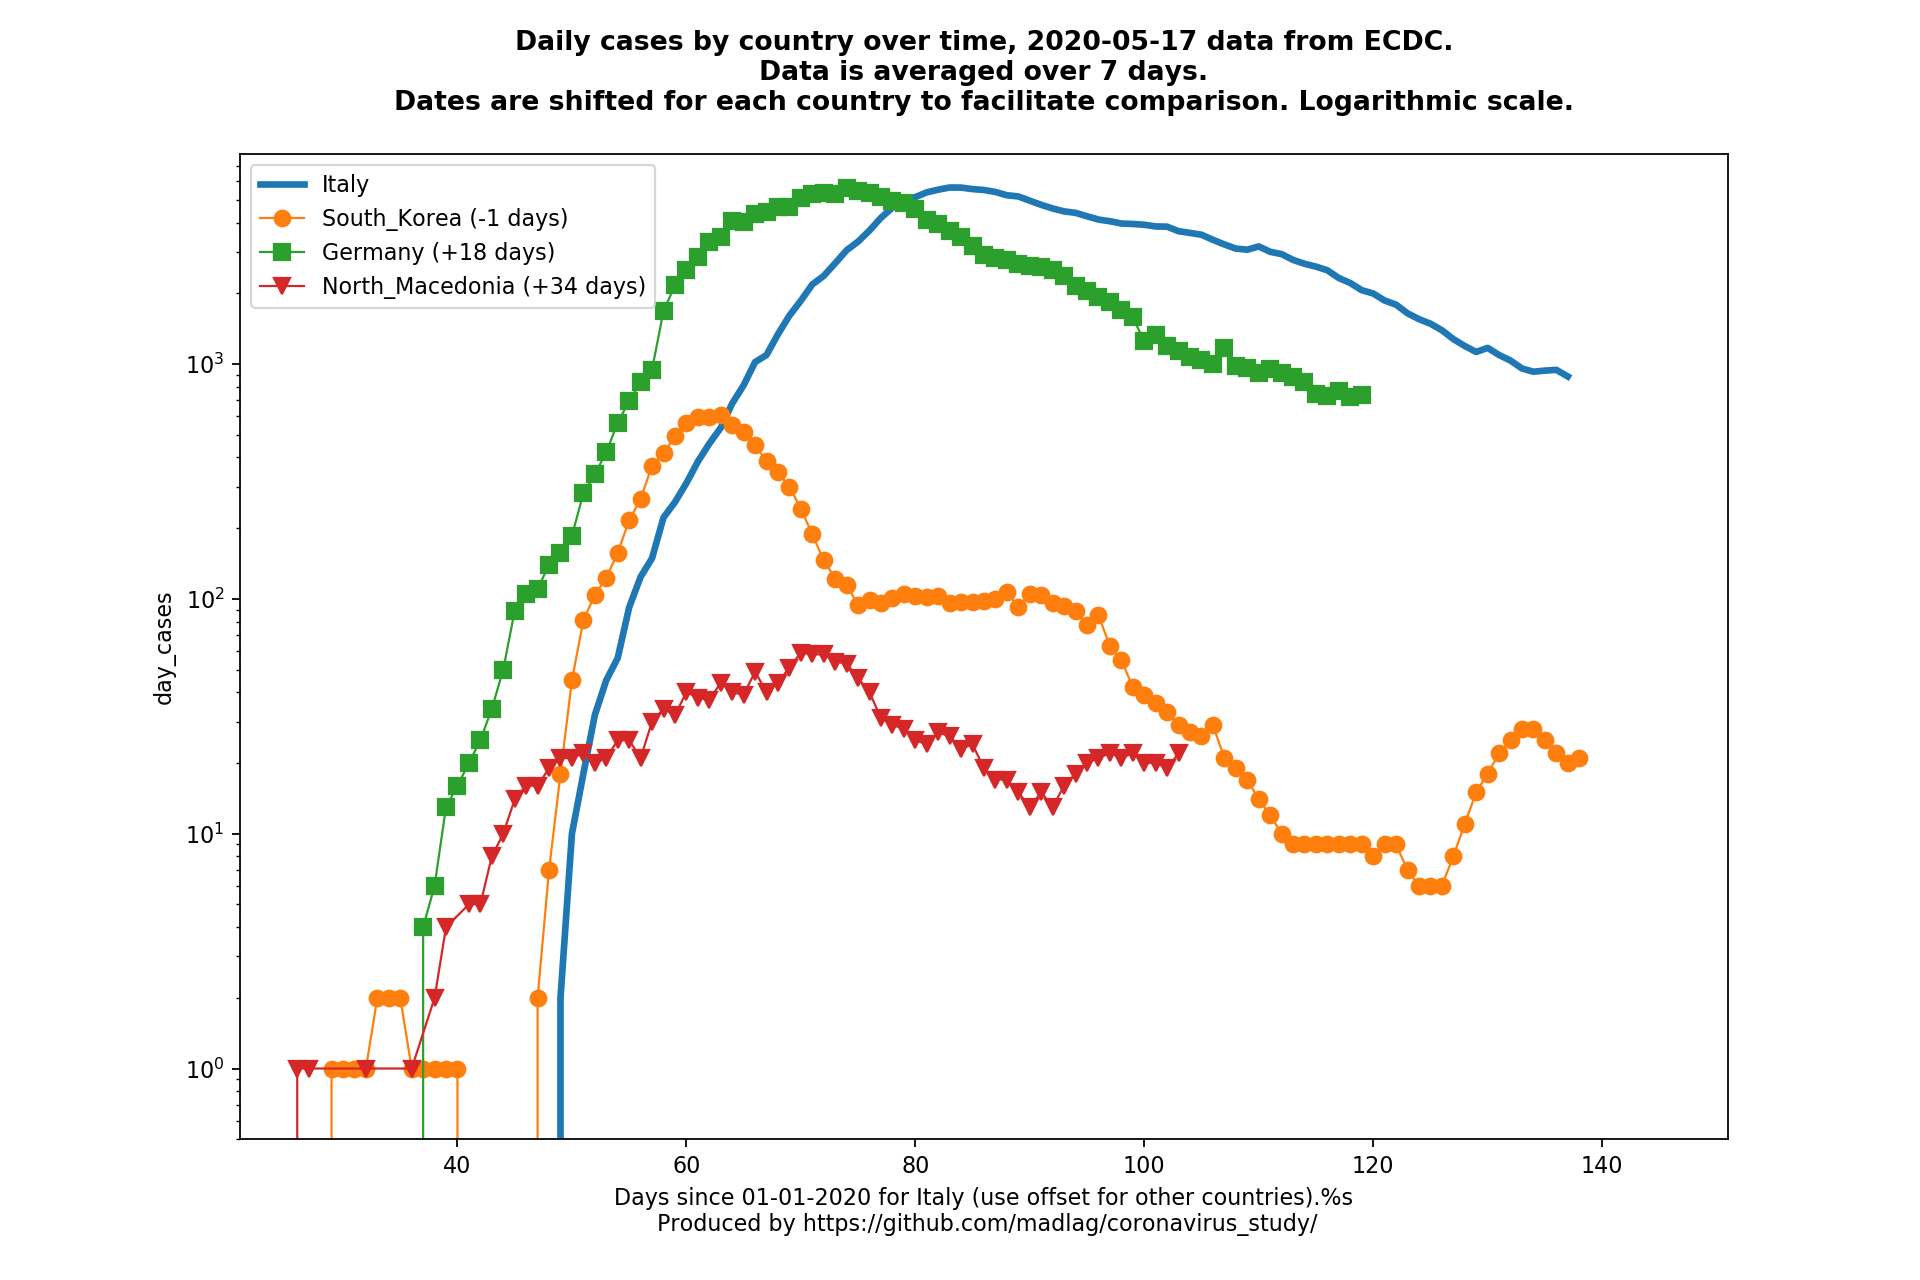 Daily cases by country over time, 2020-05-17 data from ECDC.
Data is averaged over 7 days.
Dates are shifted for each country to facilitate comparison. Logarithmic scale.
Italy
South_Korea (-1 days)
Germany (+18 days)
North_Macedonia (+34 days)
day_cases
10³
10²
10¹
10⁰
40 60 80 100 120 140
Days since 01-01-2020 for Italy (use offset for other countries).%s
Produced by https://github.com/madlag/coronavirus_study/